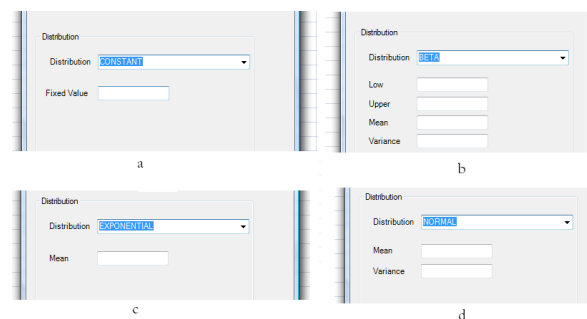 Distribution
Distribution CONSTANT
Fixed Value
a
Distribution
Distribution BETA
Low
Upper
Mean
Variance
b
Distribution
Distribution EXPONENTIAL
Mean
c
Distribution
Distribution NORMAL
Mean
Variance
d